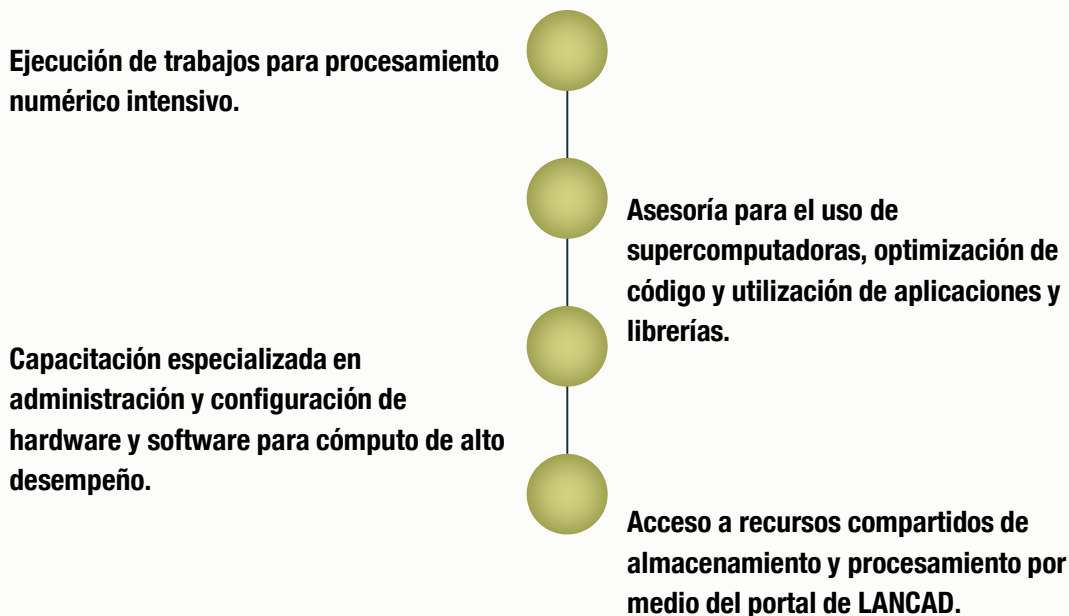 Ejecución de trabajos para procesamiento
numérico intensivo.
Asesoría para el uso de
supercomputadoras, optimización de
código y utilización de aplicaciones y
librerías.
Capacitación especializada en
administración y configuración de
hardware y software para cómputo de alto
desempeño.
Acceso a recursos compartidos de
almacenamiento y procesamiento por
medio del portal de LANCAD.